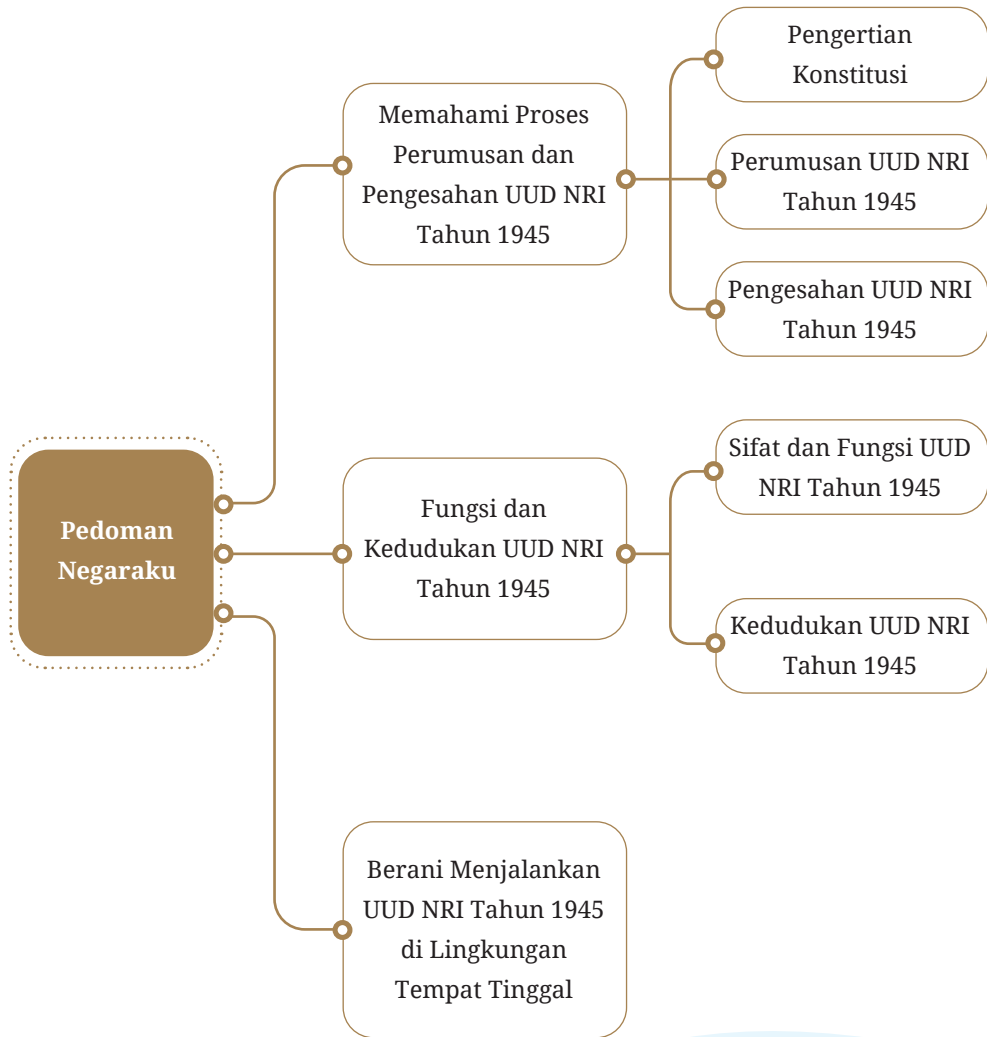 Pedoman
Negaraku
Memahami Proses
Perumusan dan
Pengesahan UUD NRI
Tahun 1945
Pengertian
Konstitusi
Perumusan UUD NRI
Tahun 1945
Pengesahan UUD NRI
Tahun 1945
Fungsi dan
Kedudukan UUD NRI
Tahun 1945
Sifat dan Fungsi UUD
NRI Tahun 1945
Kedudukan UUD NRI
Tahun 1945
Berani Menjalankan
UUD NRI Tahun 1945
di Lingkungan
Tempat Tinggal